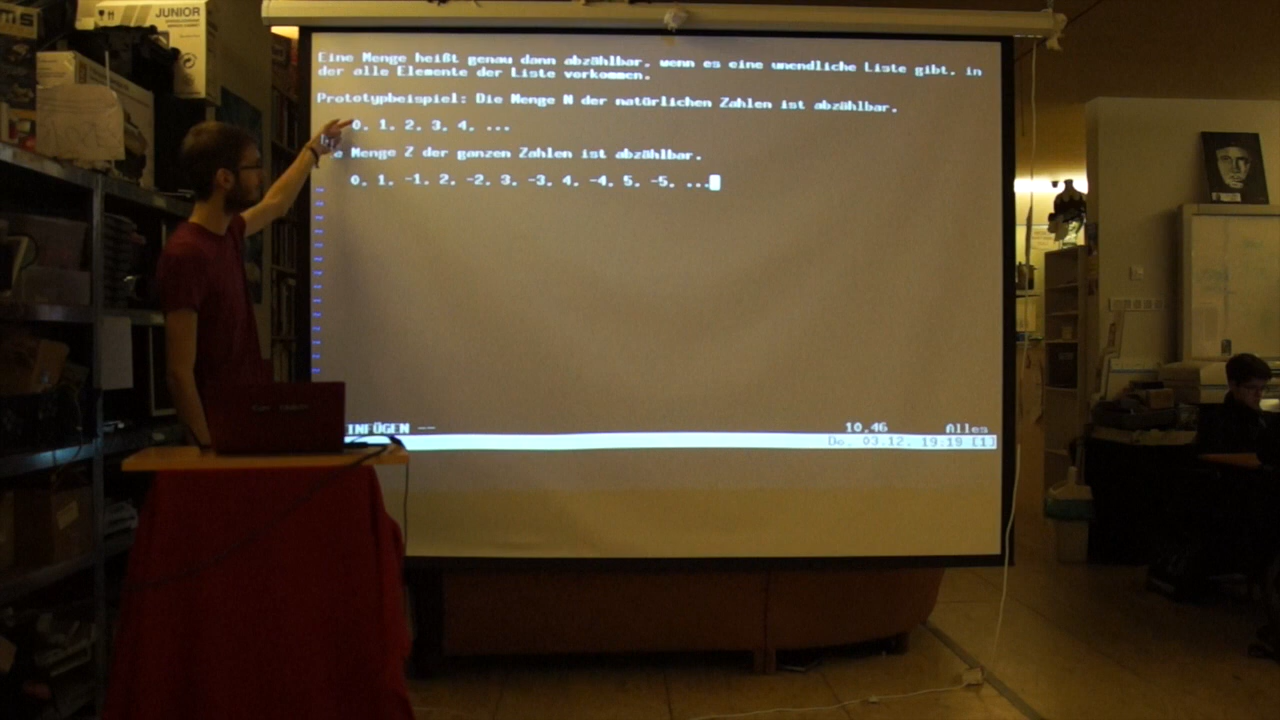 JUNIOR
Eine Menge heißt genau dann abzählbar, wenn es eine unendliche Liste gibt, in
der alle Elemente der Liste vorkommen.
Prototypbeispiel: Die Menge N der natürlichen Zahlen ist abzählbar.
0, 1, 2, 3, 4, ...
Menge Z der ganzen Zahlen ist abzählbar.
0, 1, -1, 2, -2, 3, -3, 4, -4, 5, -5, ...
~
~
~
~
~
~
~
~
~
~
~
~
~
~
INFÜGEN -- 10,46 Alles
Do, 03.12. 19:19 [1]